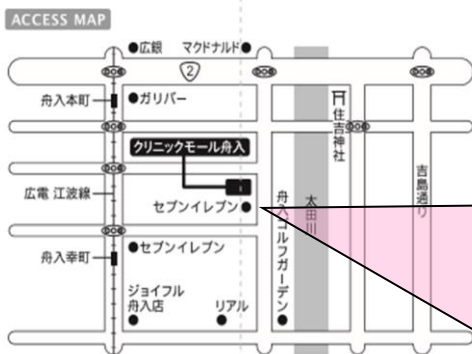 ACCESS MAP
広銀
マクドナルド
2
舟入本町
ガリバー
住吉神社
クリニックモール舟入
広電 江波線
セブンイレブン
舟入ゴルフガーデン
太田川
吉島通り
舟入幸町
セブンイレブン
ジョイフル
舟入店
リアル